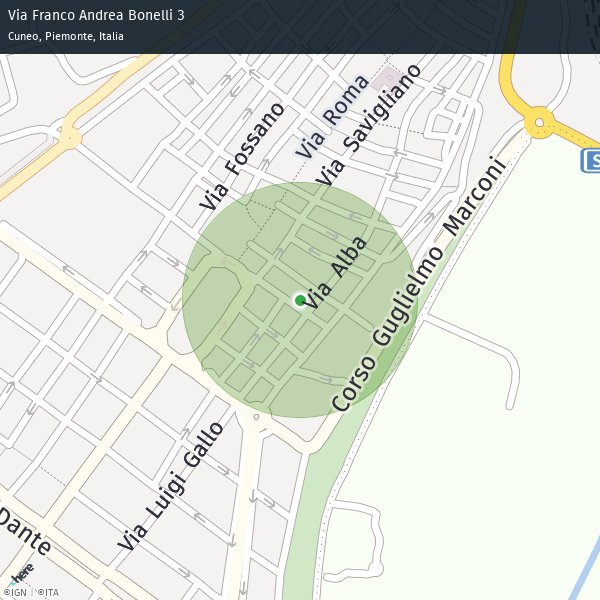 Via Franco Andrea Bonelli 3
Cuneo, Piemonte, Italia
Via Roma
Via Savigliano
Via Fossano
S
Via Alba
Corso Guglielmo Marconi
Via Luigi Gallo
Dante
here
©IGN | ©ITA